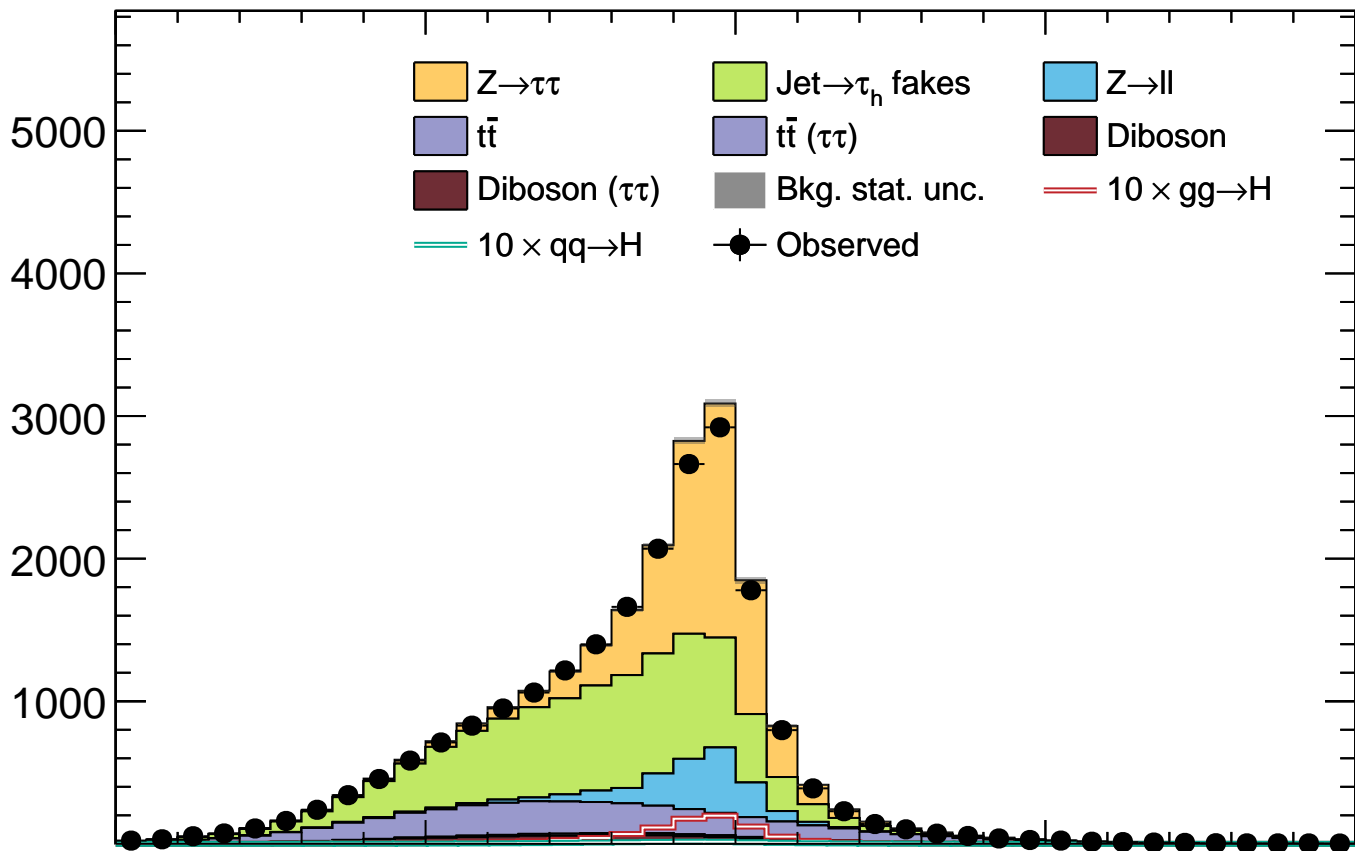 Z→ττ Jet→τh fakes Z→ll
tt̄ tt̄ (ττ) Diboson
Diboson (ττ) Bkg. stat. unc. 10 × gg→H
10 × qq→H Observed
5000
4000
3000
2000
1000